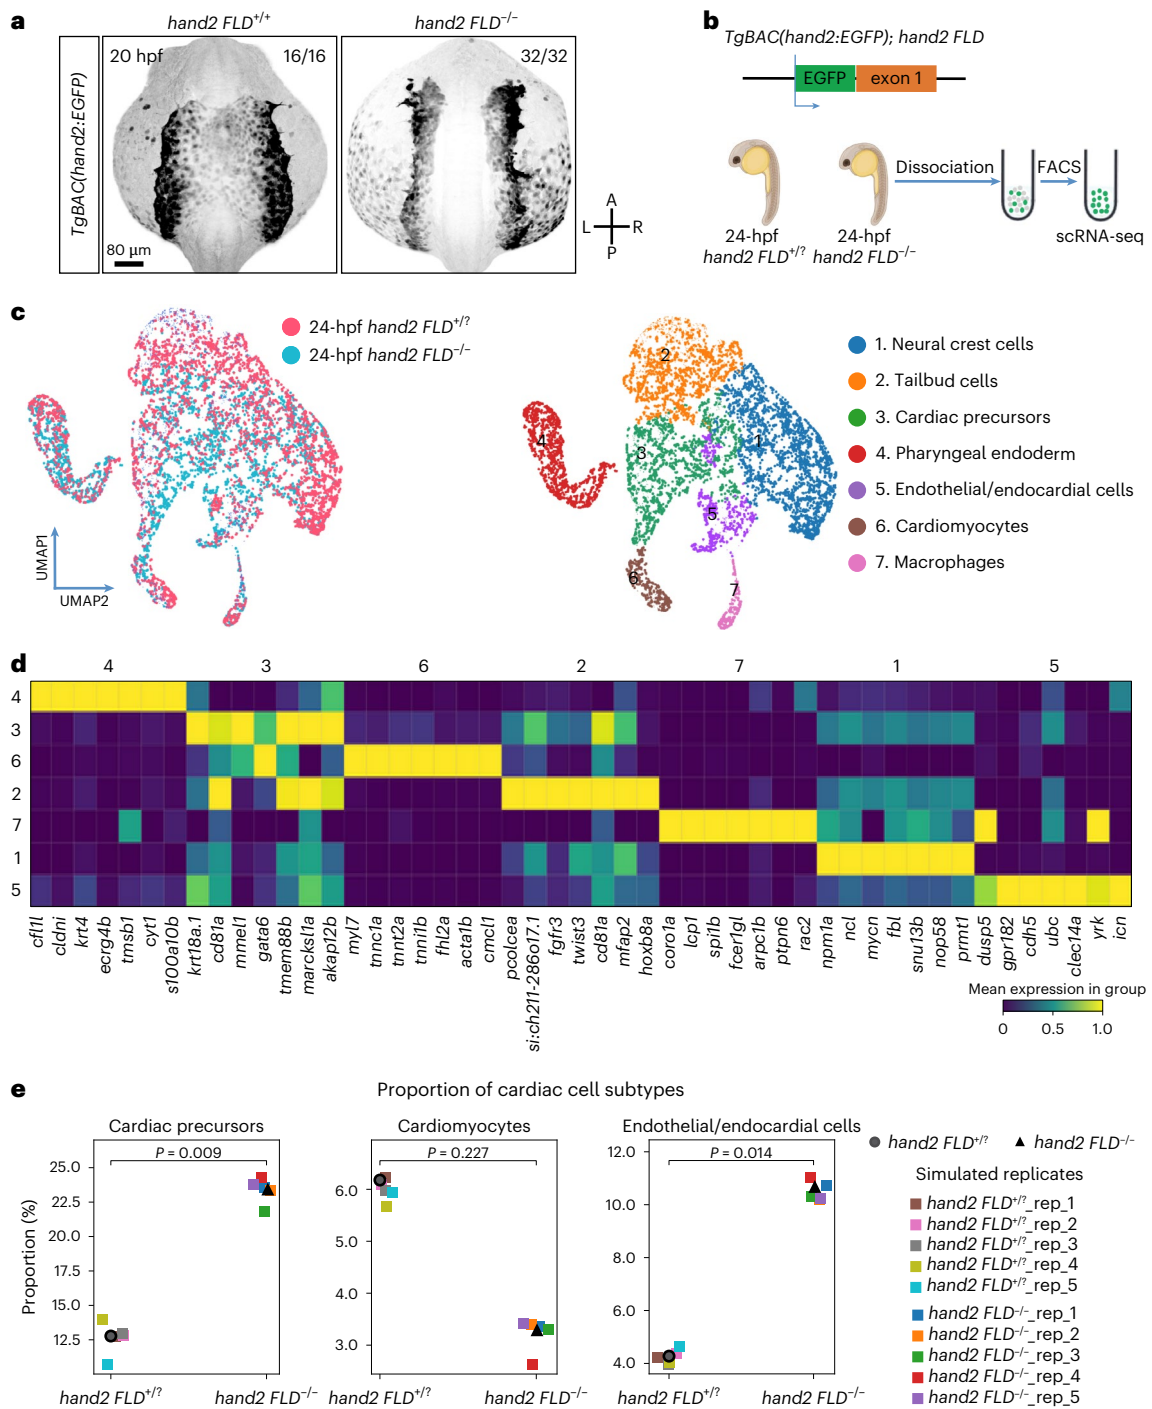 a
hand2 FLD+/+
hand2 FLD−/−
TgBAC(hand2:EGFP)
20 hpf
16/16
32/32
80 µm
A
L
R
P
b
TgBAC(hand2:EGFP); hand2 FLD
EGFP
exon 1
Dissociation
FACS
24-hpf
hand2 FLD+/?
24-hpf
hand2 FLD−/−
scRNA-seq
c
24-hpf hand2 FLD+/?
24-hpf hand2 FLD−/−
UMAP1
UMAP2
2
4
3
1
5
6
7
1. Neural crest cells
2. Tailbud cells
3. Cardiac precursors
4. Pharyngeal endoderm
5. Endothelial/endocardial cells
6. Cardiomyocytes
7. Macrophages
d
4 3 6 2 7 1 5
4
3
6
2
7
1
5
cfl1l
cldni
krt4
ecrg4b
tmsb1
cyt1
s100a10b
krt18a.1
cd81a
mmel1
gata6
tmem88b
marcksl1a
akap12b
myl7
tnnc1a
tnnt2a
tnni1b
fhl2a
acta1b
cmcl1
pcolcea
si:ch211-286o17.1
fgfr3
twist3
cd81a
mfap2
hoxb8a
coro1a
lcp1
spi1b
fcer1gl
arpc1b
ptpn6
rac2
npm1a
ncl
mycn
fbl
snu13b
nop58
prmt1
dusp5
gpr182
cdh5
ubc
clec14a
yrk
icn
Mean expression in group
0 0.5 1.0
e
Proportion of cardiac cell subtypes
Cardiac precursors
P = 0.009
Proportion (%)
25.0
22.5
20.0
17.5
15.0
12.5
hand2 FLD+/?
hand2 FLD−/−
Cardiomyocytes
P = 0.227
6.0
5.0
4.0
3.0
hand2 FLD+/?
hand2 FLD−/−
Endothelial/endocardial cells
P = 0.014
12.0
10.0
8.0
6.0
4.0
hand2 FLD+/?
hand2 FLD−/−
hand2 FLD+/?
hand2 FLD−/−
Simulated replicates
hand2 FLD+/?_rep_1
hand2 FLD+/?_rep_2
hand2 FLD+/?_rep_3
hand2 FLD+/?_rep_4
hand2 FLD+/?_rep_5
hand2 FLD−/−_rep_1
hand2 FLD−/−_rep_2
hand2 FLD−/−_rep_3
hand2 FLD−/−_rep_4
hand2 FLD−/−_rep_5